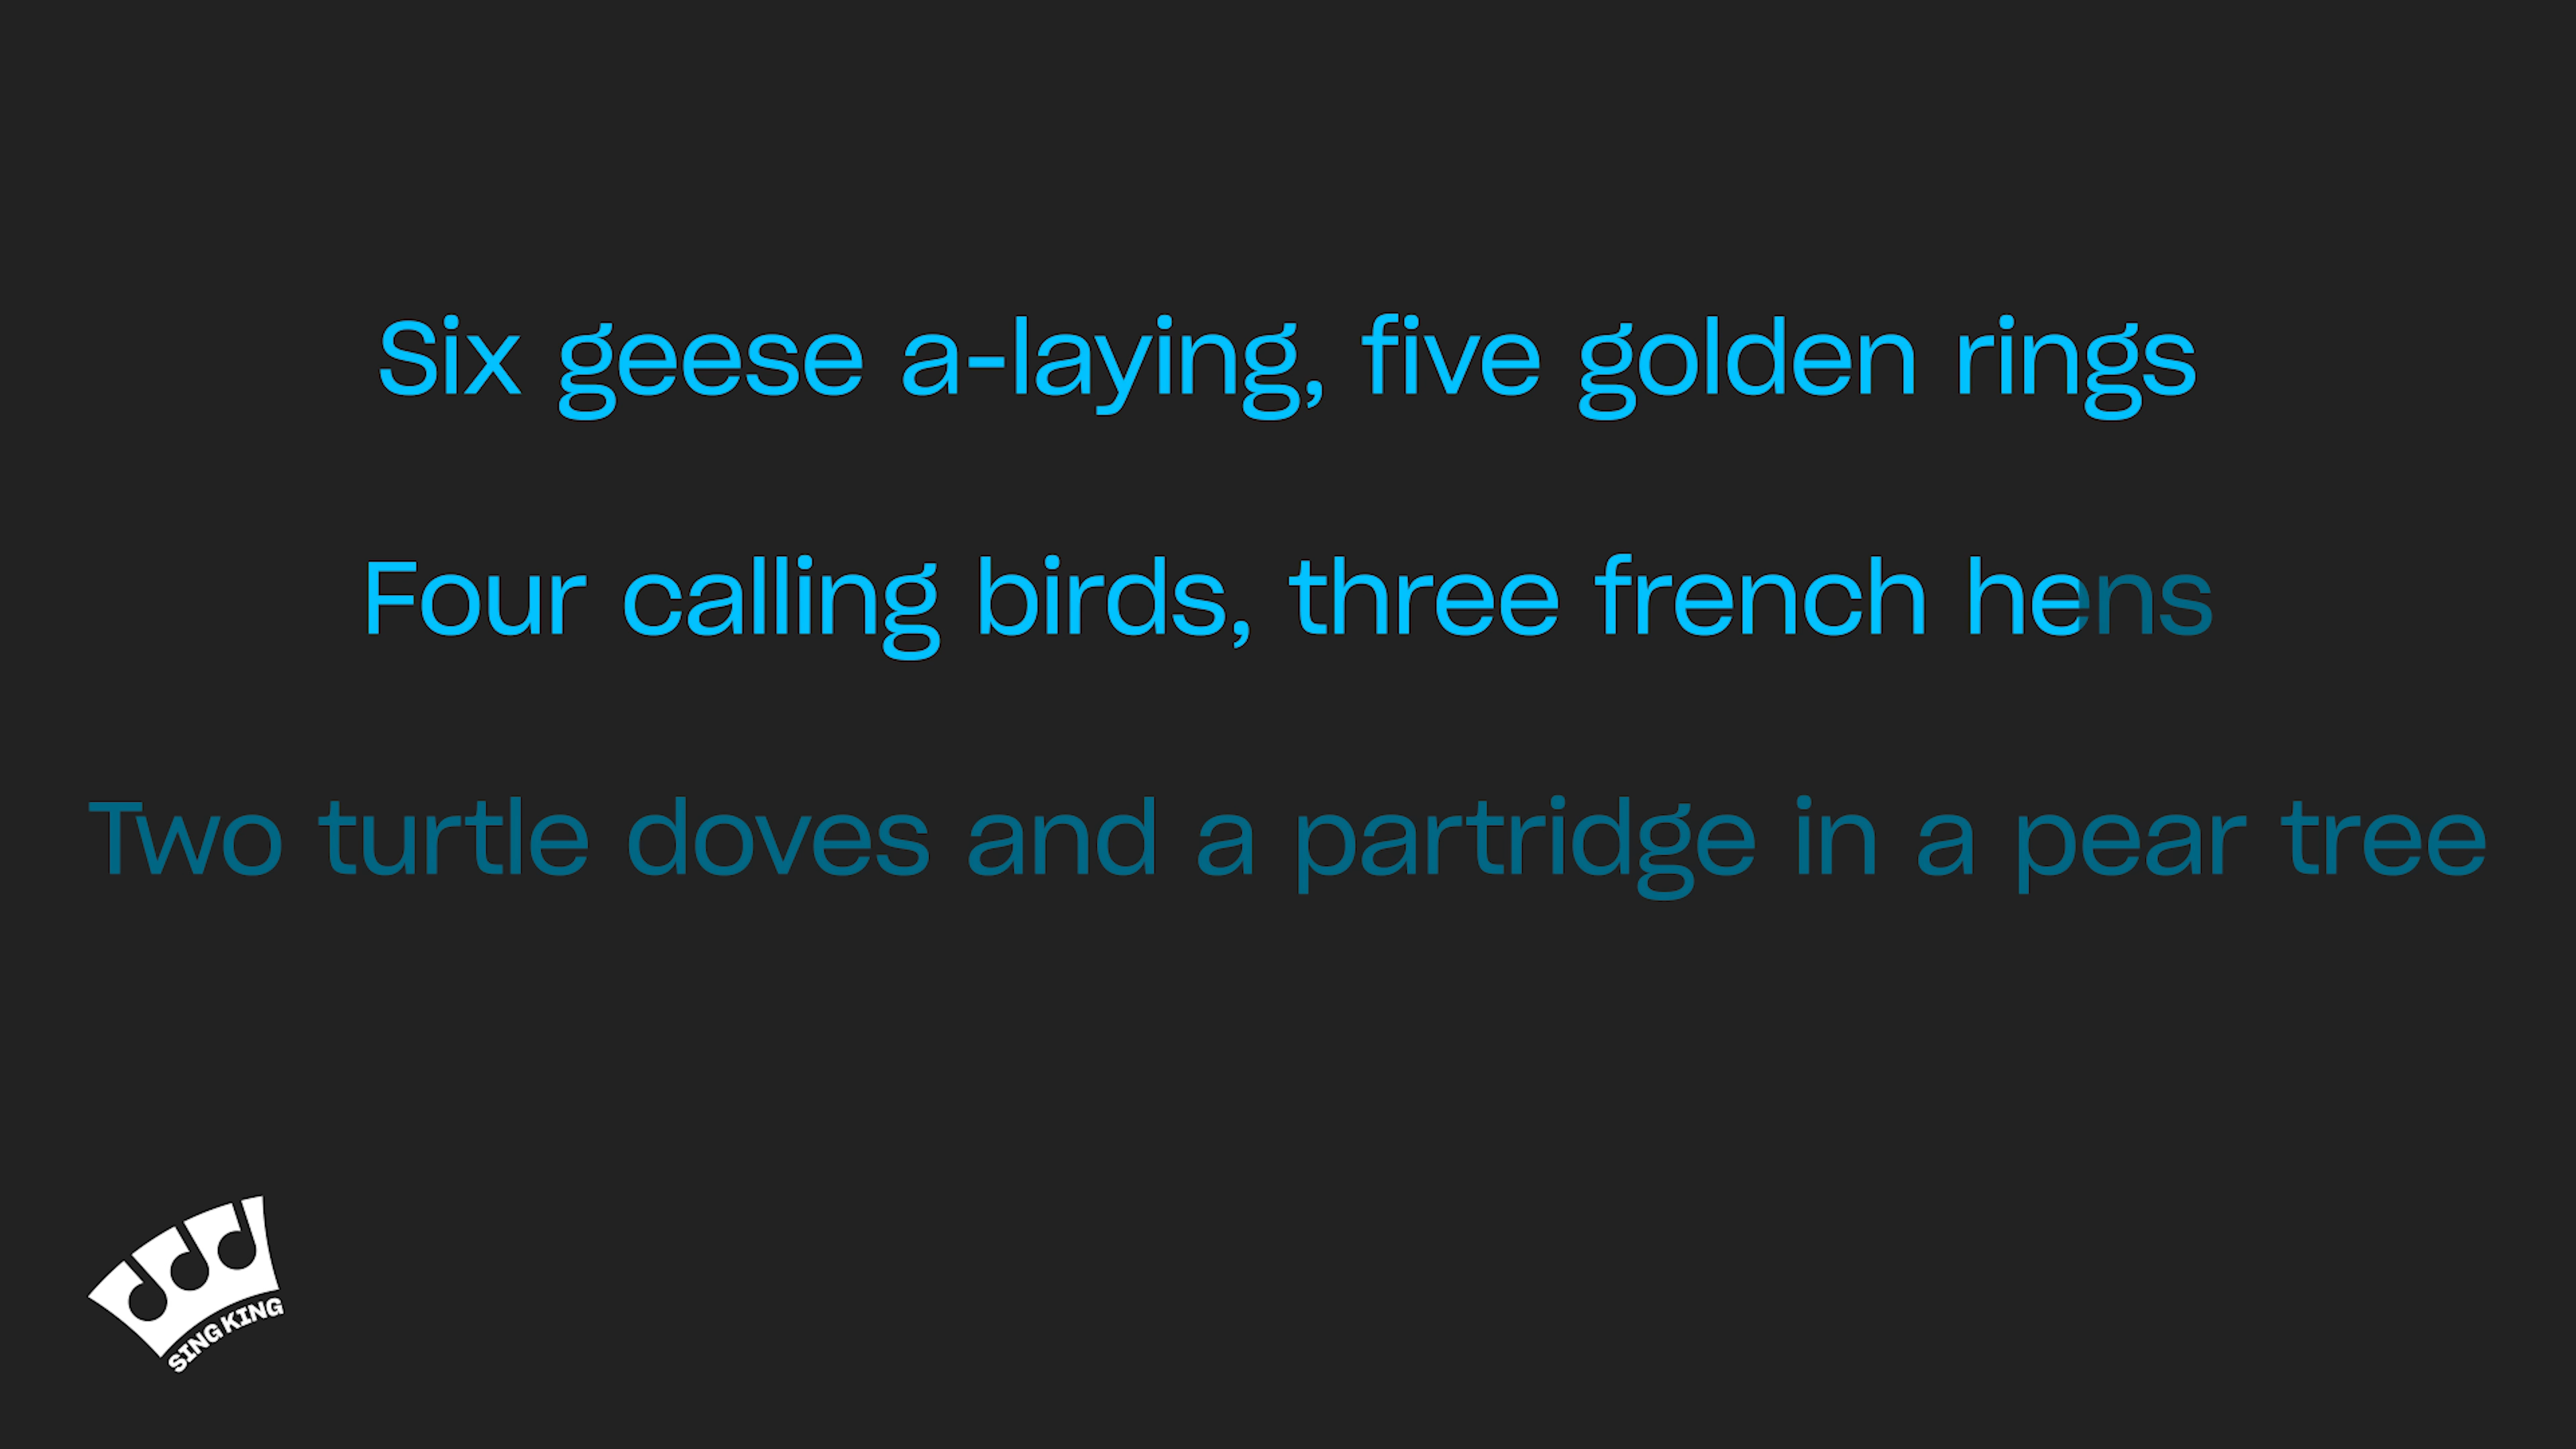 Six geese a-laying, five golden rings
Four calling birds, three french hens
Two turtle doves and a partridge in a pear tree
SING KING